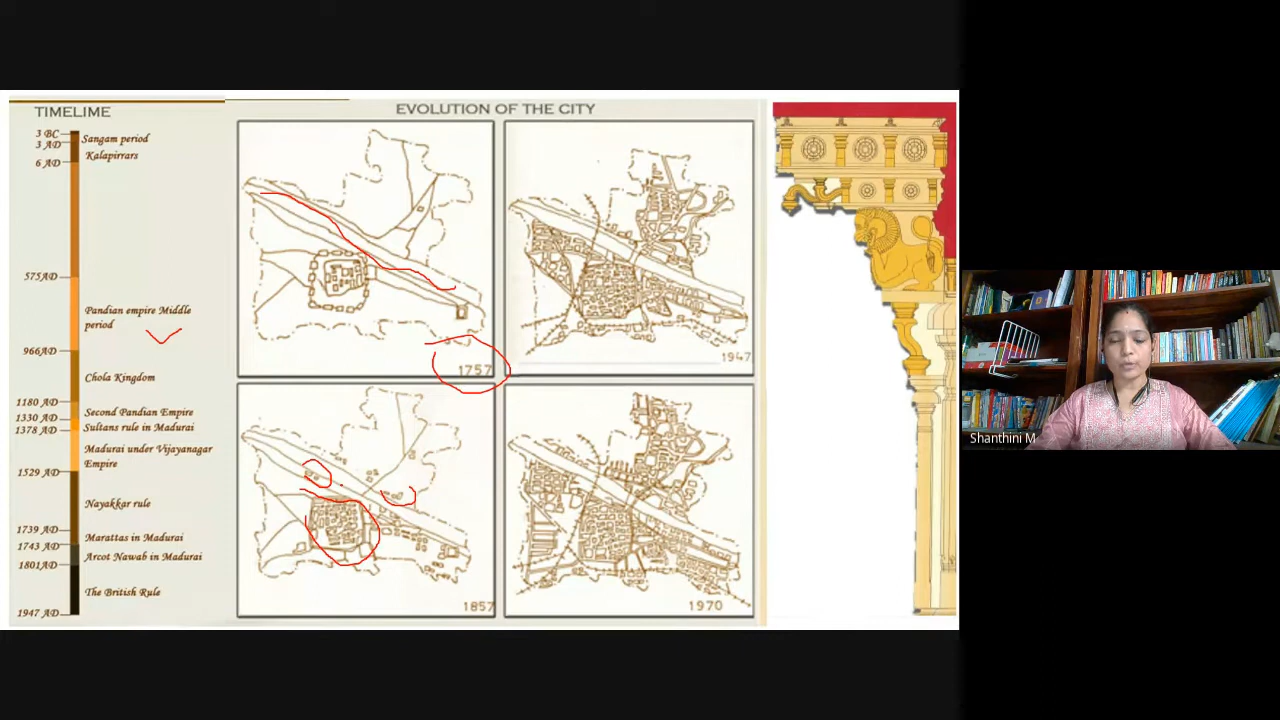 TIMELIME
3 BC
3 AD
Sangam period
Kalapirrars
6 AD
575AD
Pandian empire Middle
period
966AD
Chola Kingdom
1180 AD
Second Pandian Empire
1330 AD
Sultans rule in Madurai
1378 AD
Madurai under Vijayanagar
Empire
1529 AD
Nayakkar rule
1739 AD
Marattas in Madurai
1743 AD
Arcot Nawab in Madurai
1801AD
The British Rule
1947 AD
EVOLUTION OF THE CITY
1757
1947
1857
1970
Shanthini M